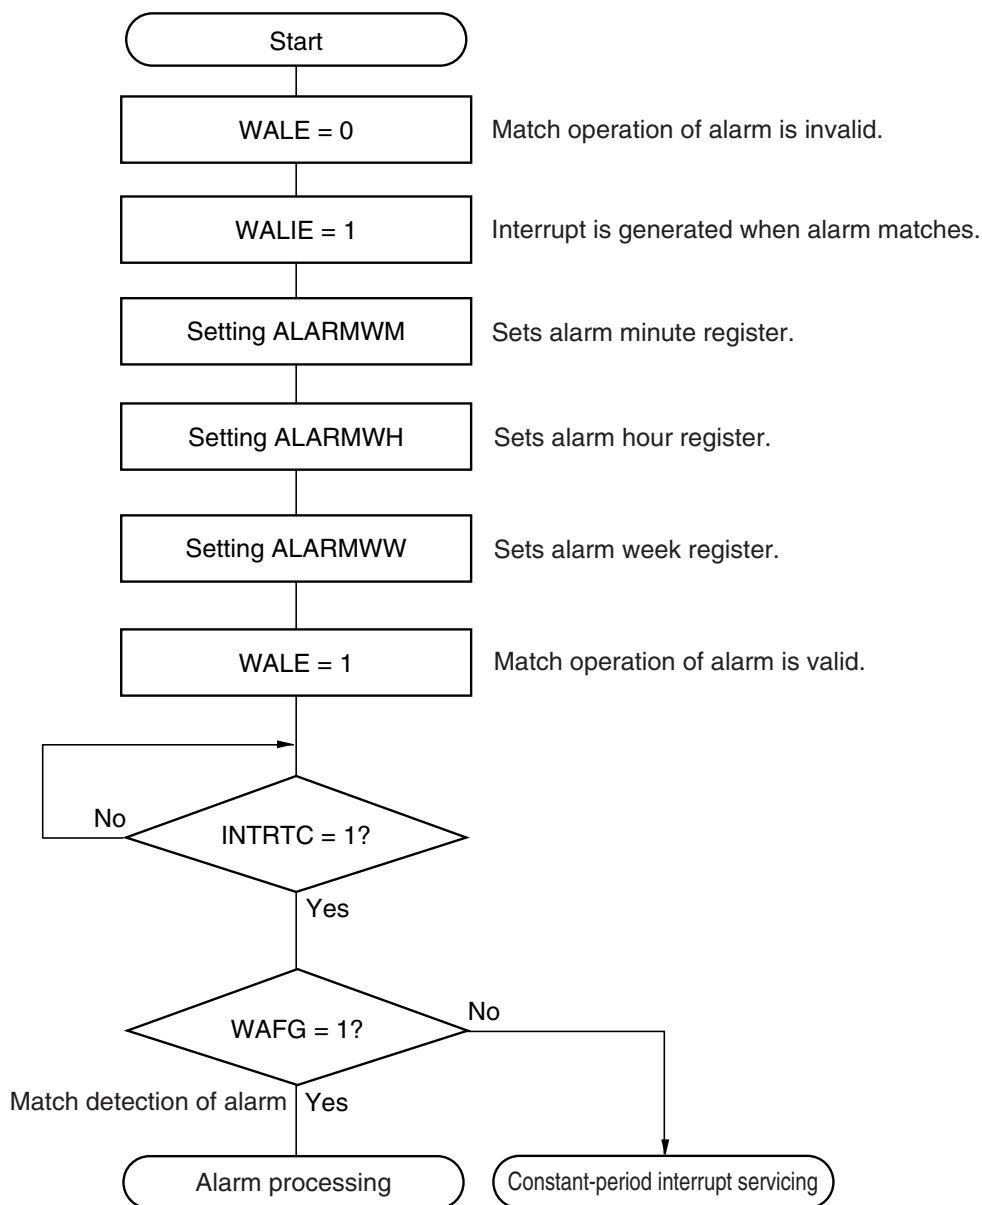 Start
WALE = 0
Match operation of alarm is invalid.
WALIE = 1
Interrupt is generated when alarm matches.
Setting ALARMWM
Sets alarm minute register.
Setting ALARMWH
Sets alarm hour register.
Setting ALARMWW
Sets alarm week register.
WALE = 1
Match operation of alarm is valid.
No
INTRTC = 1?
Yes
WAFG = 1?
No
Match detection of alarm
Yes
Alarm processing
Constant-period interrupt servicing